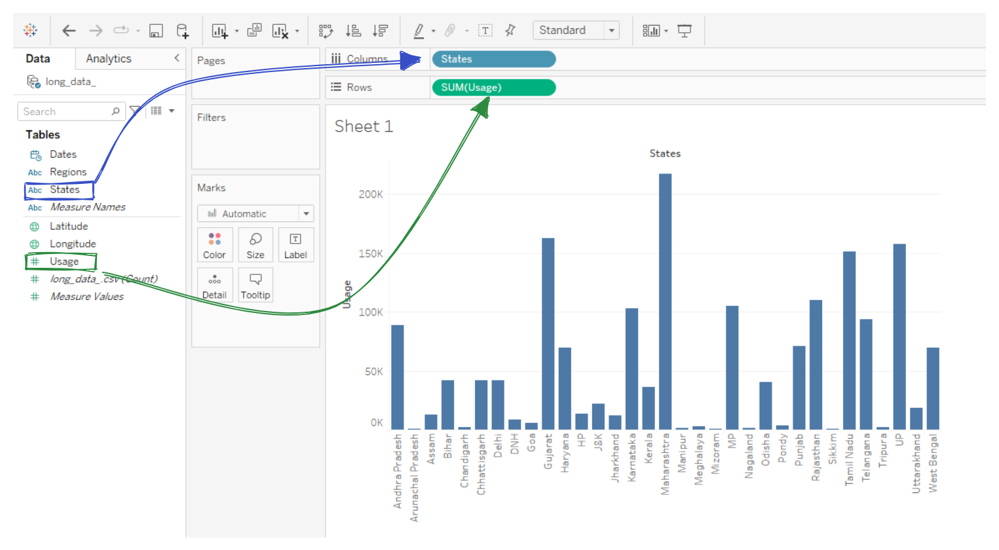 Standard
Data
Analytics
Pages
Columns
States
long_data_
Rows
SUM(Usage)
Search
Filters
Sheet 1
Tables
Dates
Abc Regions
Abc States
Abc Measure Names
Latitude
Longitude
# Usage
# long_data_.csv (Count)
# Measure Values
Marks
Automatic
Color
Size
T
Label
Detail
Tooltip
States
Usage
200K
150K
100K
50K
0K
Andhra Pradesh
Arunachal Pradesh
Assam
Bihar
Chandigarh
Chhattisgarh
Delhi
DNH
Goa
Gujarat
Haryana
HP
J&K
Jharkhand
Karnataka
Kerala
Maharashtra
Manipur
Meghalaya
Mizoram
MP
Nagaland
Odisha
Pondy
Punjab
Rajasthan
Sikkim
Tamil Nadu
Telangana
Tripura
UP
Uttarakhand
West Bengal